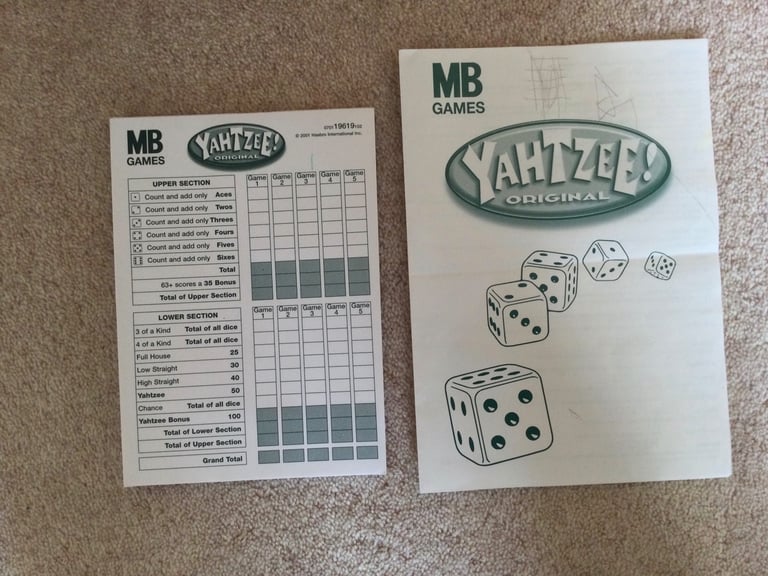 MB
GAMES
YAHTZEE!
ORIGINAL
070119619102
© 2001 Hasbro International Inc.
UPPER SECTION
Game 1
Game 2
Game 3
Game 4
Game 5
Count and add only Aces
Count and add only Twos
Count and add only Threes
Count and add only Fours
Count and add only Fives
Count and add only Sixes
Total
63+ scores a 35 Bonus
Total of Upper Section
LOWER SECTION
Game 1
Game 2
Game 3
Game 4
Game 5
3 of a Kind Total of all dice
4 of a Kind Total of all dice
Full House 25
Low Straight 30
High Straight 40
Yahtzee 50
Chance Total of all dice
Yahtzee Bonus 100
Total of Lower Section
Total of Upper Section
Grand Total
MB
GAMES
YAHTZEE!
ORIGINAL